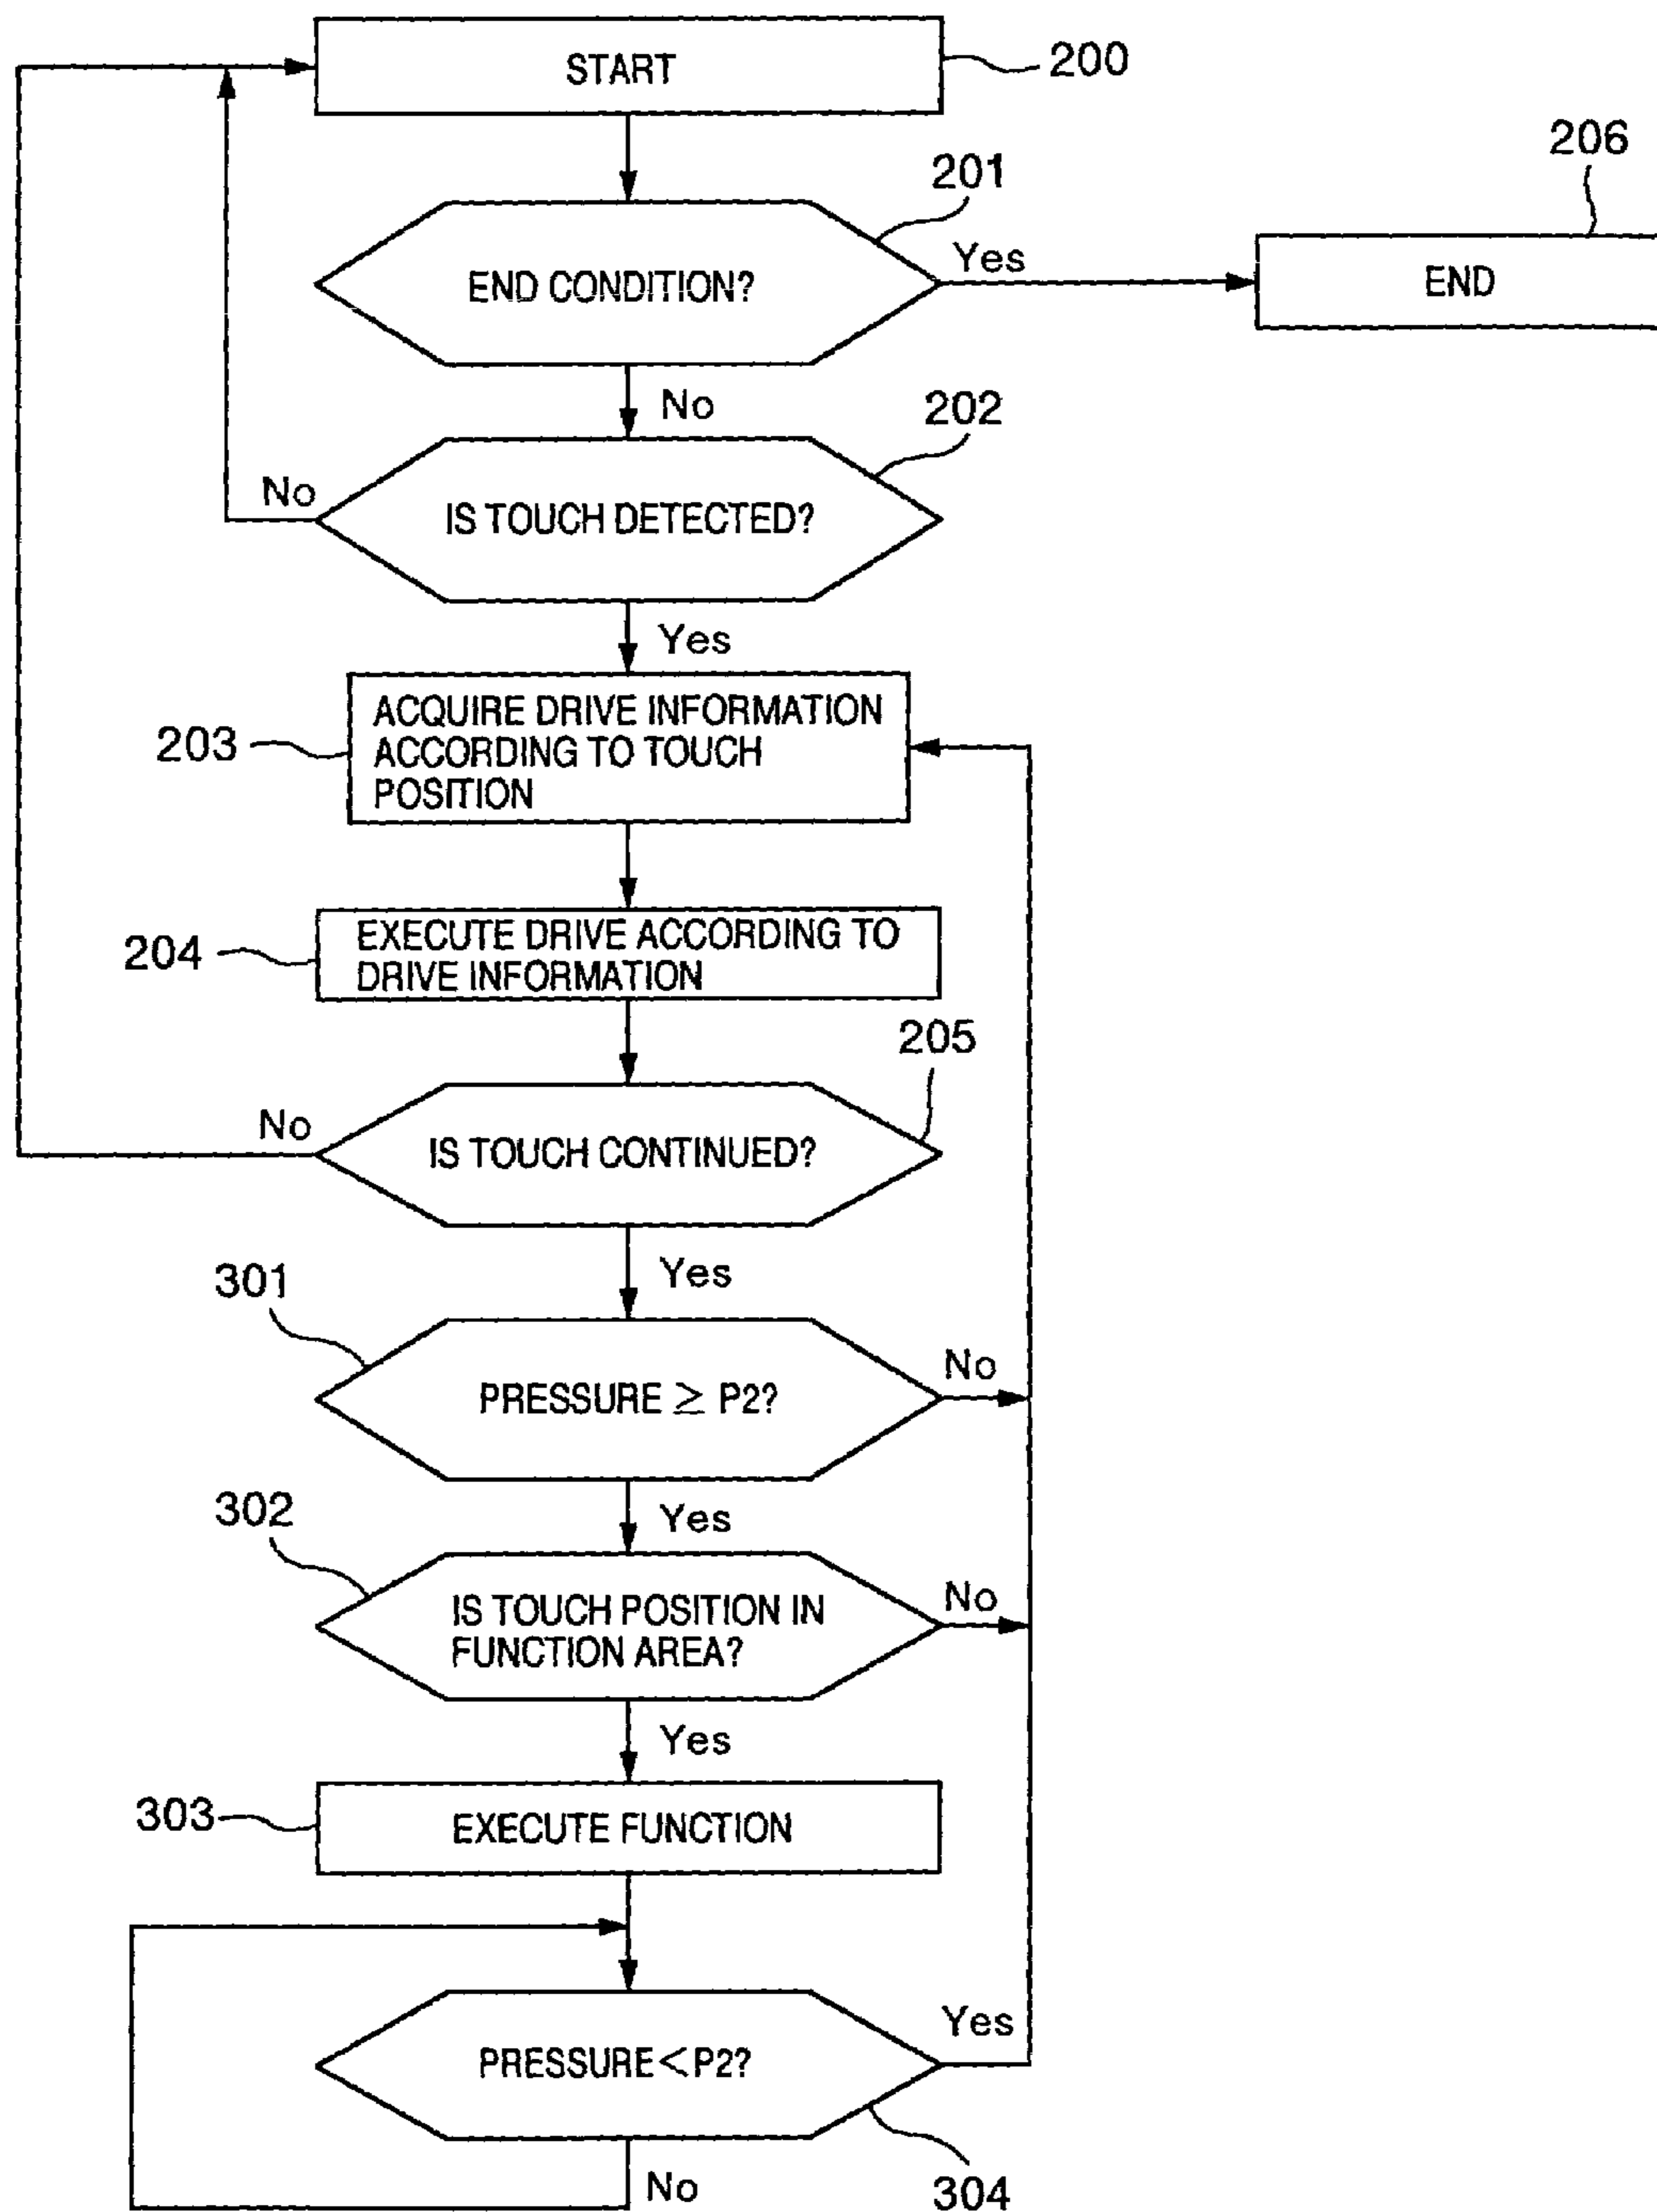 START
200
206
201
END CONDITION?
Yes
END
No
202
No
IS TOUCH DETECTED?
Yes
ACQUIRE DRIVE INFORMATION
ACCORDING TO TOUCH
POSITION
203
EXECUTE DRIVE ACCORDING TO
DRIVE INFORMATION
204
205
No
IS TOUCH CONTINUED?
Yes
301
No
PRESSURE ≥ P2?
Yes
302
No
IS TOUCH POSITION IN
FUNCTION AREA?
Yes
303
EXECUTE FUNCTION
Yes
PRESSURE<P2?
No
304